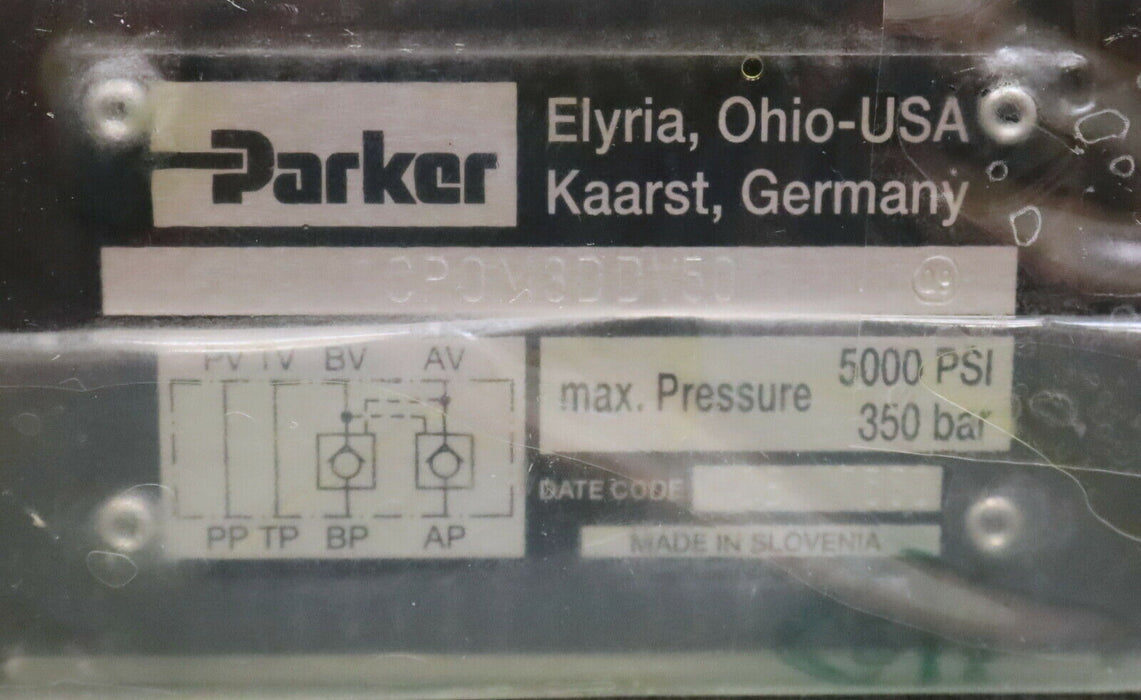 Parker
Elyria, Ohio-USA
Kaarst, Germany
19
PV TV BV AV
5000 PSI
max. Pressure
350 bar
DATE CODE
PP TP BP AP
MADE IN SLOVENIA